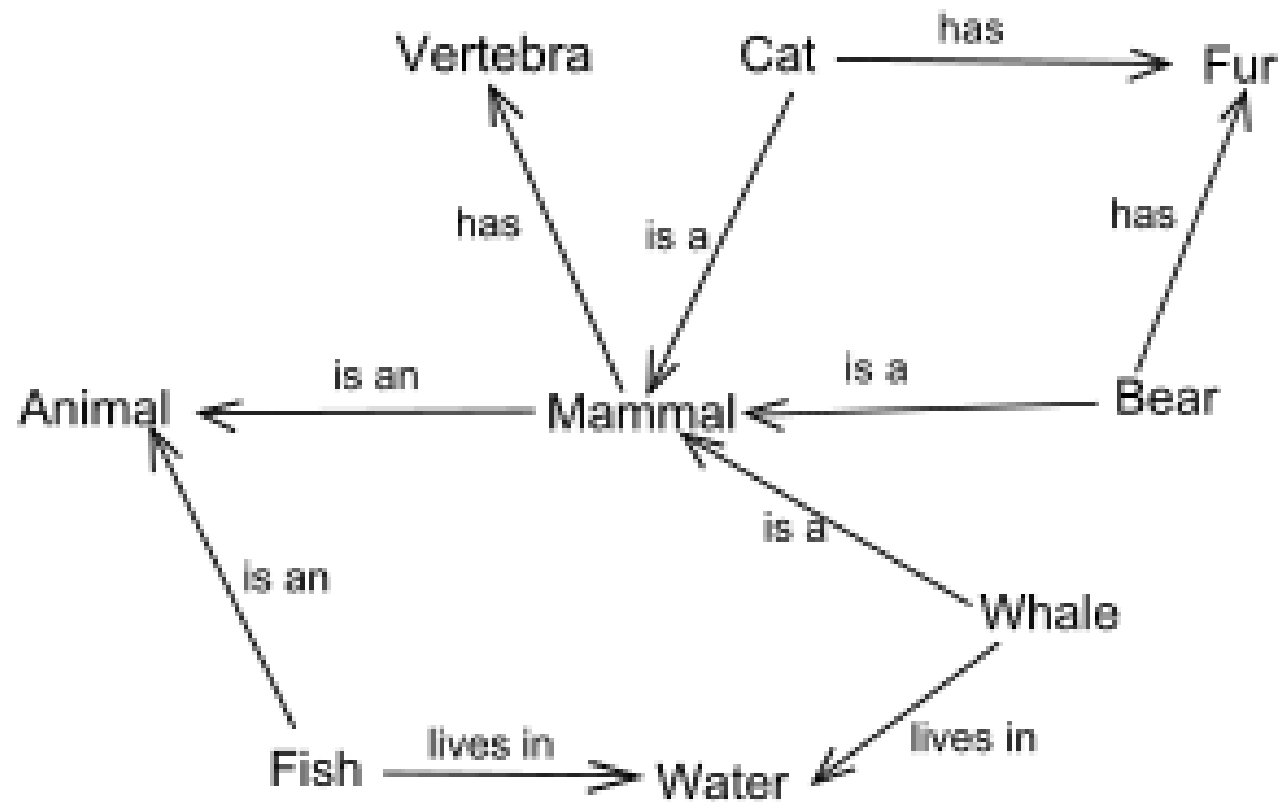 Vertebra
Cat
has
Fur
has
is a
has
Animal
is an
Mammal
is a
Bear
is a
is an
Whale
Fish
lives in
Water
lives in